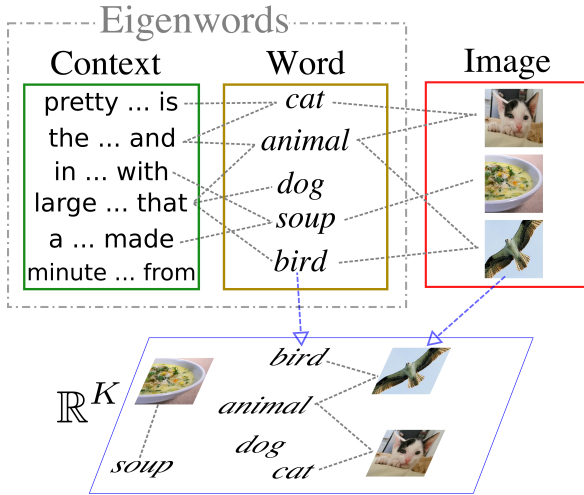 Eigenwords
Context
Word
Image
pretty ... is
the ... and
in ... with
large ... that
a ... made
minute ... from
cat
animal
dog
soup
bird
ℝᴷ
bird
animal
dog
cat
soup